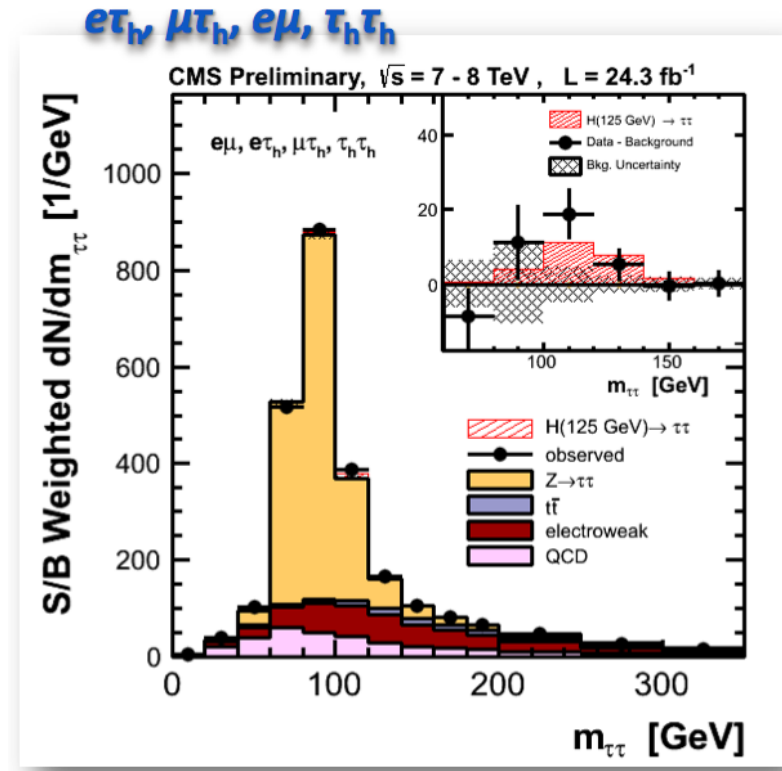 eτh, μτh, eμ, τhτh
CMS Preliminary, √s = 7 - 8 TeV , L = 24.3 fb-1
S/B Weighted dN/dmττ [1/GeV]
eμ, eτh, μτh, τhτh
1000
800
600
400
200
0
0
100
200
300
mττ [GeV]
H(125 GeV) → ττ
Data - Background
Bkg. Uncertainty
40
20
0
100
150
mττ [GeV]
H(125 GeV)→ ττ
observed
Z→ττ
tt̄
electroweak
QCD